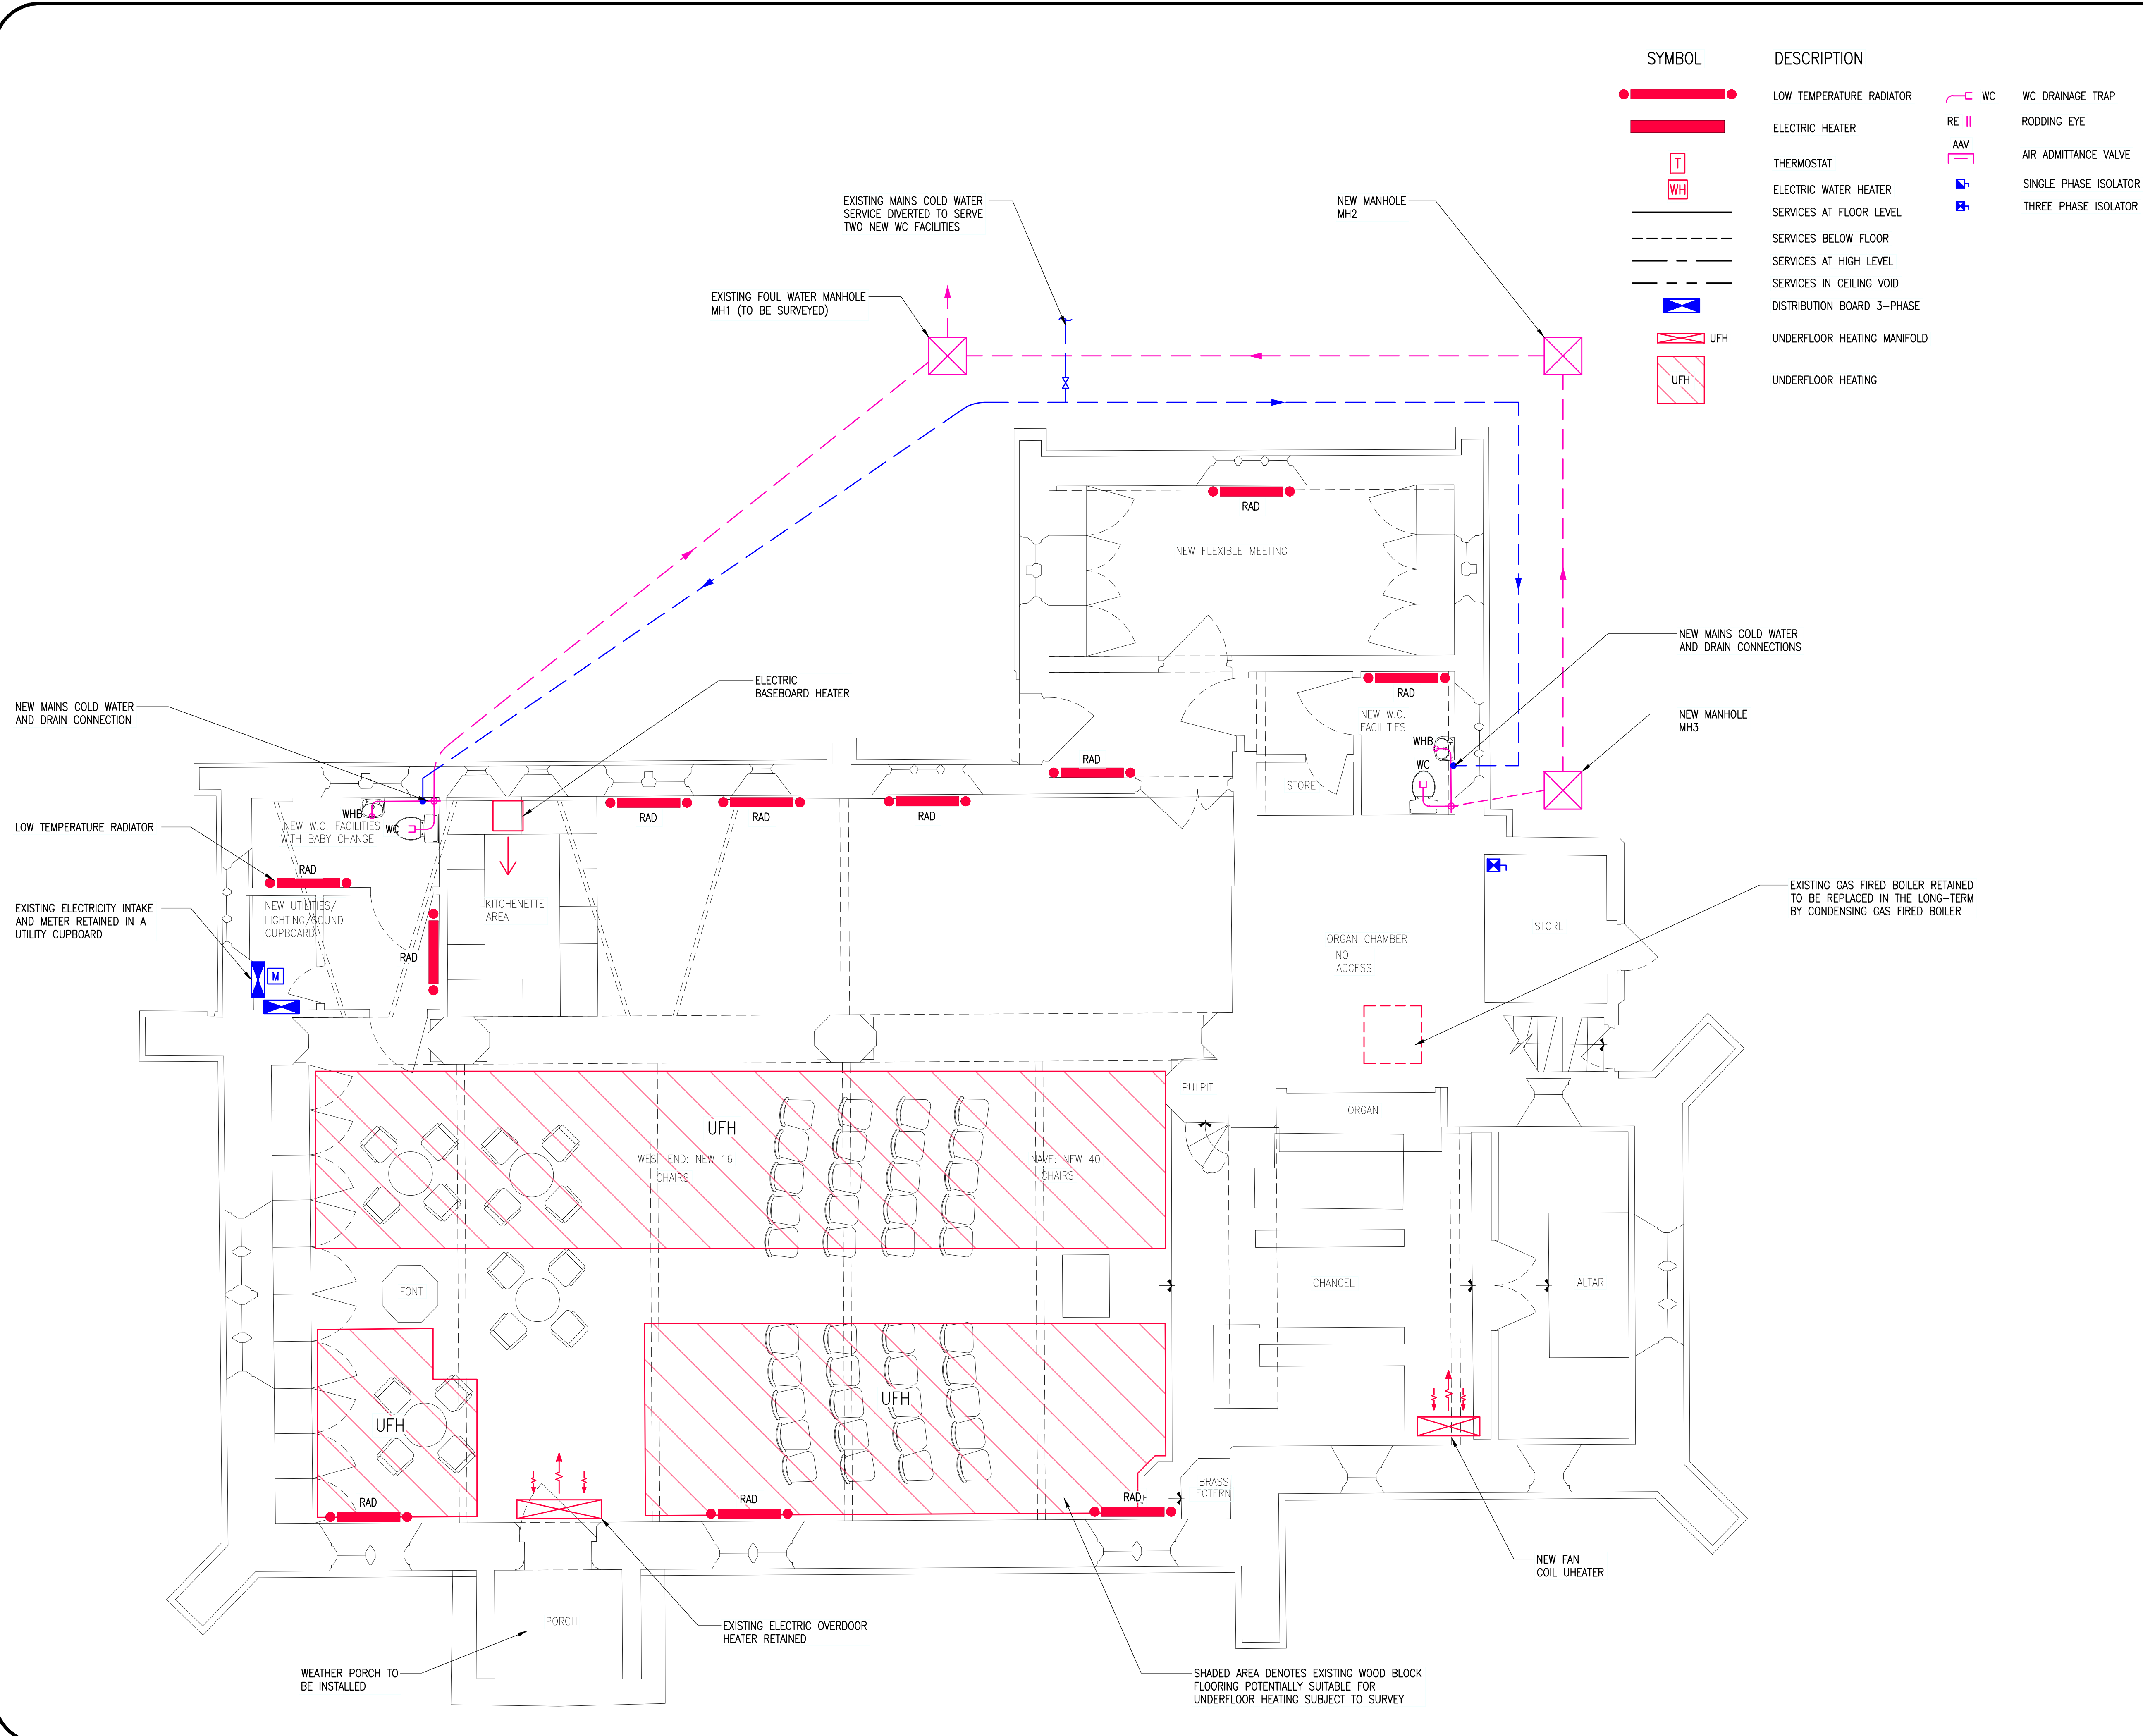 SYMBOL DESCRIPTION
LOW TEMPERATURE RADIATOR
ELECTRIC HEATER
T THERMOSTAT
WH ELECTRIC WATER HEATER
SERVICES AT FLOOR LEVEL
SERVICES BELOW FLOOR
SERVICES AT HIGH LEVEL
SERVICES IN CEILING VOID
DISTRIBUTION BOARD 3-PHASE
UFH UNDERFLOOR HEATING MANIFOLD
UFH UNDERFLOOR HEATING
WC WC DRAINAGE TRAP
RE RODDING EYE
AAV AIR ADMITTANCE VALVE
SINGLE PHASE ISOLATOR
THREE PHASE ISOLATOR
EXISTING MAINS COLD WATER
SERVICE DIVERTED TO SERVE
TWO NEW WC FACILITIES
NEW MANHOLE
MH2
EXISTING FOUL WATER MANHOLE
MH1 (TO BE SURVEYED)
RAD
NEW FLEXIBLE MEETING
NEW MAINS COLD WATER
AND DRAIN CONNECTIONS
ELECTRIC
BASEBOARD HEATER
RAD
NEW W.C.
FACILITIES
WHB
WC
NEW MANHOLE
MH3
NEW MAINS COLD WATER
AND DRAIN CONNECTION
RAD
STORE
WHB
WC
NEW W.C. FACILITIES
WITH BABY CHANGE
RAD
RAD
RAD
LOW TEMPERATURE RADIATOR
RAD
EXISTING ELECTRICITY INTAKE
AND METER RETAINED IN A
UTILITY CUPBOARD
NEW UTILITIES/
LIGHTING/SOUND
CUPBOARD
KITCHENETTE
AREA
RAD
M
ORGAN CHAMBER
NO
ACCESS
STORE
EXISTING GAS FIRED BOILER RETAINED
TO BE REPLACED IN THE LONG-TERM
BY CONDENSING GAS FIRED BOILER
PULPIT
ORGAN
UFH
WEST END: NEW 16
CHAIRS
NAVE: NEW 40
CHAIRS
FONT
CHANCEL
ALTAR
UFH
UFH
BRASS
LECTERN
RAD
RAD
RAD
NEW FAN
COIL UHEATER
PORCH
EXISTING ELECTRIC OVERDOOR
HEATER RETAINED
WEATHER PORCH TO
BE INSTALLED
SHADED AREA DENOTES EXISTING WOOD BLOCK
FLOORING POTENTIALLY SUITABLE FOR
UNDERFLOOR HEATING SUBJECT TO SURVEY